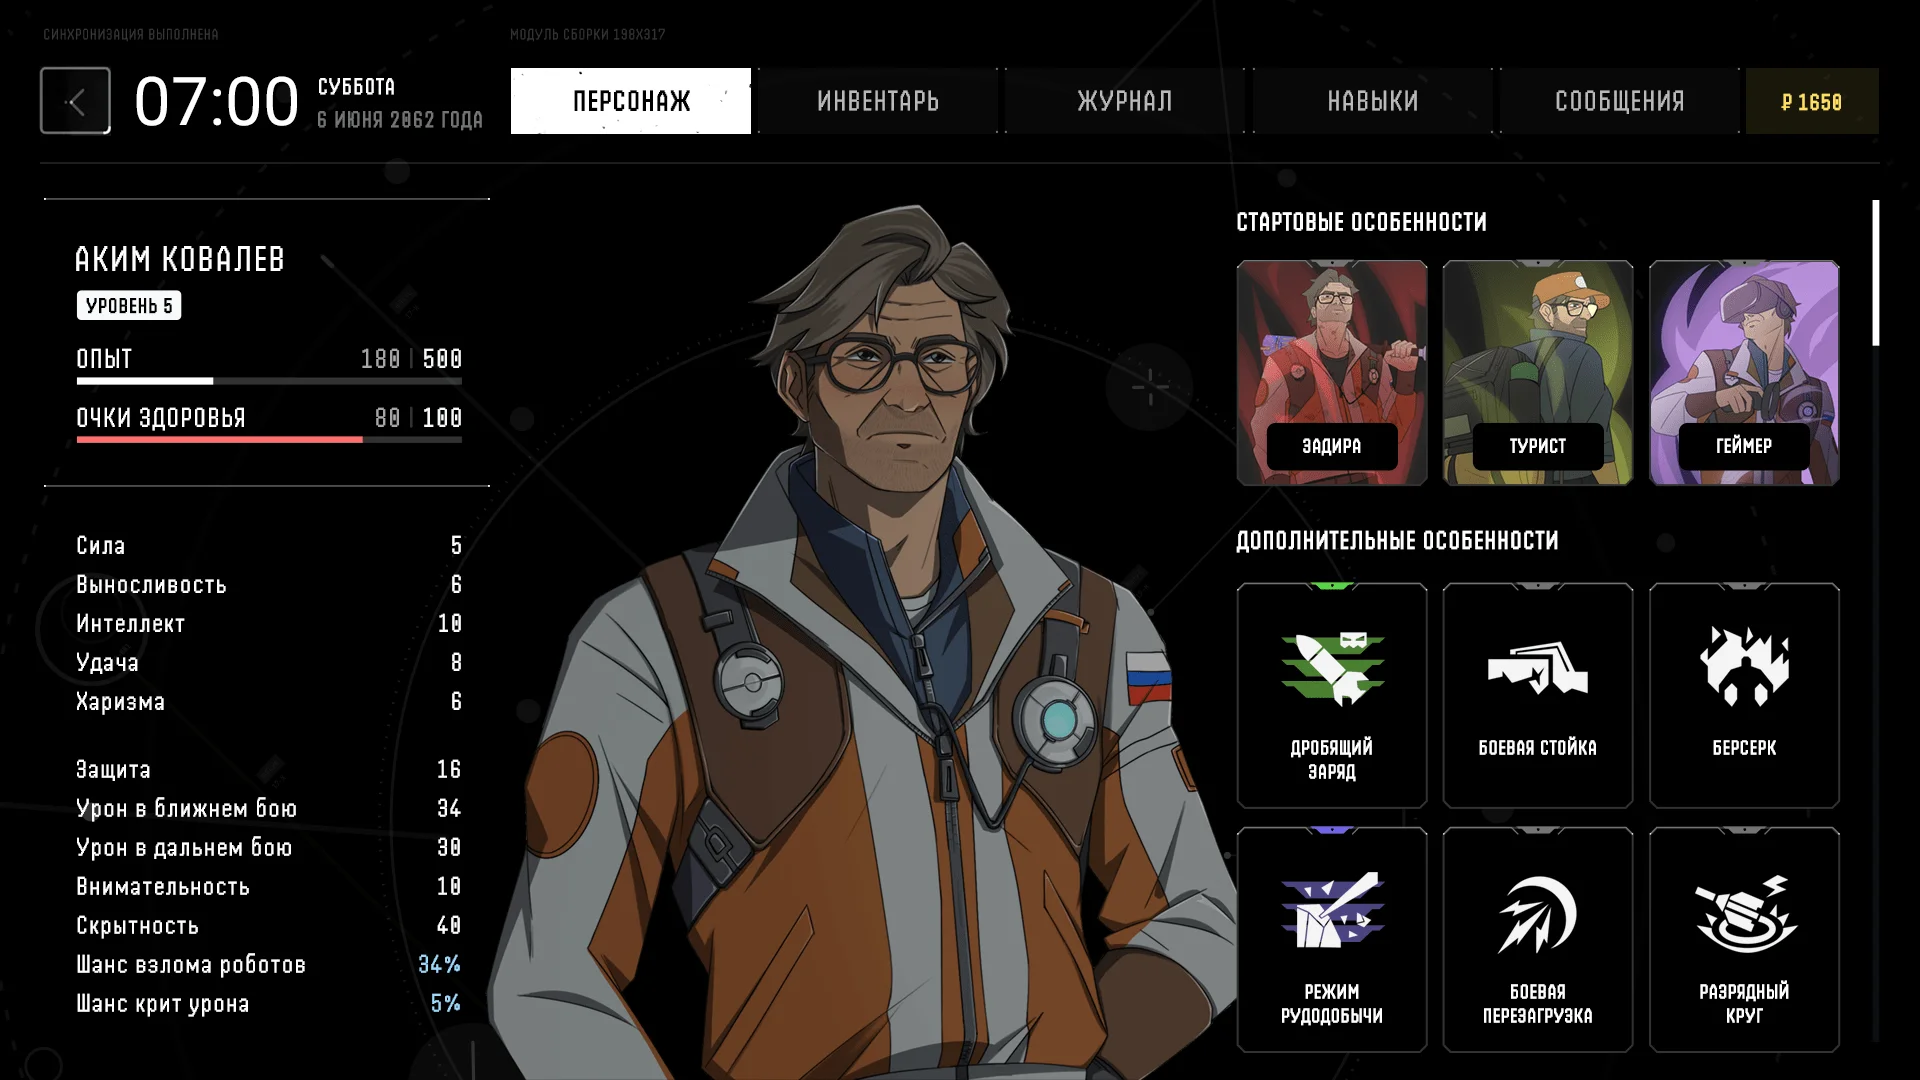 СИНХРОНИЗАЦИЯ ВЫПОЛНЕНА
МОДУЛЬ СБОРКИ 198X317
07:00
СУББОТА
6 ИЮНЯ 2062 ГОДА
ПЕРСОНАЖ
ИНВЕНТАРЬ
ЖУРНАЛ
НАВЫКИ
СООБЩЕНИЯ
₽ 1650
АКИМ КОВАЛЕВ
УРОВЕНЬ 5
ОПЫТ 180 | 500
ОЧКИ ЗДОРОВЬЯ 80 | 100
Сила 5
Выносливость 6
Интеллект 10
Удача 8
Харизма 6
Защита 16
Урон в ближнем бою 34
Урон в дальнем бою 30
Внимательность 10
Скрытность 40
Шанс взлома роботов 34%
Шанс крит урона 5%
СТАРТОВЫЕ ОСОБЕННОСТИ
ЗАДИРА
ТУРИСТ
ГЕЙМЕР
ДОПОЛНИТЕЛЬНЫЕ ОСОБЕННОСТИ
ДРОБЯЩИЙ
ЗАРЯД
БОЕВАЯ СТОЙКА
БЕРСЕРК
РЕЖИМ
РУДОДОБЫЧИ
БОЕВАЯ
ПЕРЕЗАГРУЗКА
РАЗРЯДНЫЙ
КРУГ